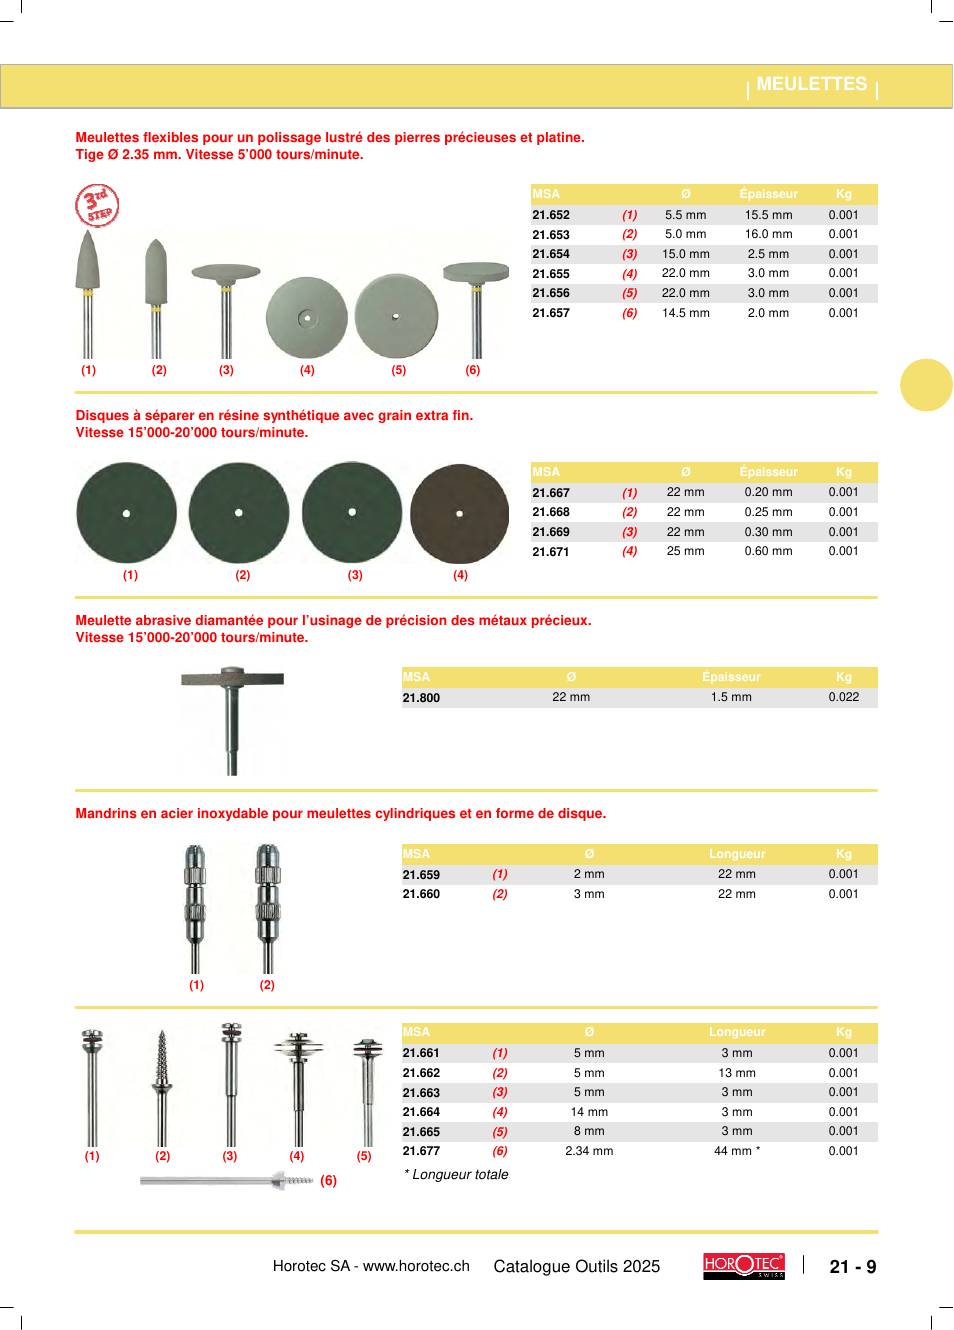 MEULETTES
Meulettes flexibles pour un polissage lustré des pierres précieuses et platine.
Tige Ø 2.35 mm. Vitesse 5'000 tours/minute.
3rd
STEP
MSA Ø Épaisseur Kg
21.652 (1) 5.5 mm 15.5 mm 0.001
21.653 (2) 5.0 mm 16.0 mm 0.001
21.654 (3) 15.0 mm 2.5 mm 0.001
21.655 (4) 22.0 mm 3.0 mm 0.001
21.656 (5) 22.0 mm 3.0 mm 0.001
21.657 (6) 14.5 mm 2.0 mm 0.001
(1) (2) (3) (4) (5) (6)
Disques à séparer en résine synthétique avec grain extra fin.
Vitesse 15'000-20'000 tours/minute.
MSA Ø Épaisseur Kg
21.667 (1) 22 mm 0.20 mm 0.001
21.668 (2) 22 mm 0.25 mm 0.001
21.669 (3) 22 mm 0.30 mm 0.001
21.671 (4) 25 mm 0.60 mm 0.001
(1) (2) (3) (4)
Meulette abrasive diamantée pour l'usinage de précision des métaux précieux.
Vitesse 15'000-20'000 tours/minute.
MSA Ø Épaisseur Kg
21.800 22 mm 1.5 mm 0.022
Mandrins en acier inoxydable pour meulettes cylindriques et en forme de disque.
MSA Ø Longueur Kg
21.659 (1) 2 mm 22 mm 0.001
21.660 (2) 3 mm 22 mm 0.001
(1) (2)
MSA Ø Longueur Kg
21.661 (1) 5 mm 3 mm 0.001
21.662 (2) 5 mm 13 mm 0.001
21.663 (3) 5 mm 3 mm 0.001
21.664 (4) 14 mm 3 mm 0.001
21.665 (5) 8 mm 3 mm 0.001
21.677 (6) 2.34 mm 44 mm * 0.001
(1) (2) (3) (4) (5)
* Longueur totale
(6)
Horotec SA - www.horotec.ch Catalogue Outils 2025 HOROTEC SWISS 21 - 9